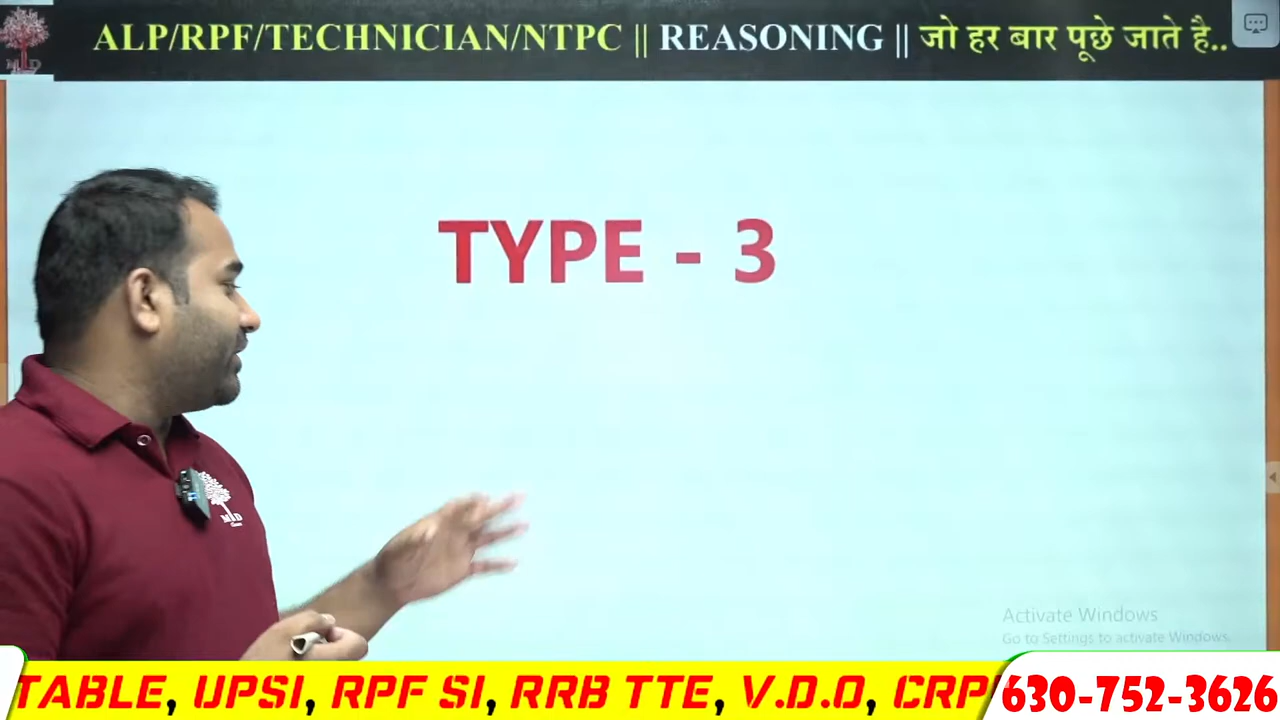 ALP/RPF/TECHNICIAN/NTPC || REASONING || जो हर बार पूछे जाते है..
TYPE - 3
Activate Windows
Go to Settings to activate Windows.
TABLE, UPSI, RPF SI, RRB TTE, V.D.O, CRP
630-752-3626